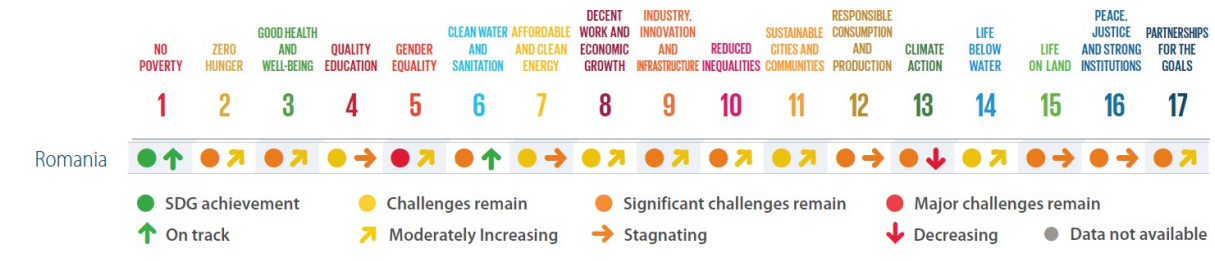 NO
POVERTY
ZERO
HUNGER
GOOD HEALTH
AND
WELL-BEING
QUALITY
EDUCATION
GENDER
EQUALITY
CLEAN WATER
AND
SANITATION
AFFORDABLE
AND CLEAN
ENERGY
DECENT
WORK AND
ECONOMIC
GROWTH
INDUSTRY,
INNOVATION
AND
INFRASTRUCTURE
REDUCED
INEQUALITIES
SUSTAINABLE
CITIES AND
COMMUNITIES
RESPONSIBLE
CONSUMPTION
AND
PRODUCTION
CLIMATE
ACTION
LIFE
BELOW
WATER
LIFE
ON LAND
PEACE,
JUSTICE
AND STRONG
INSTITUTIONS
PARTNERSHIPS
FOR THE
GOALS
1 2 3 4 5 6 7 8 9 10 11 12 13 14 15 16 17
Romania
SDG achievement Challenges remain Significant challenges remain Major challenges remain
On track Moderately Increasing Stagnating Decreasing Data not available